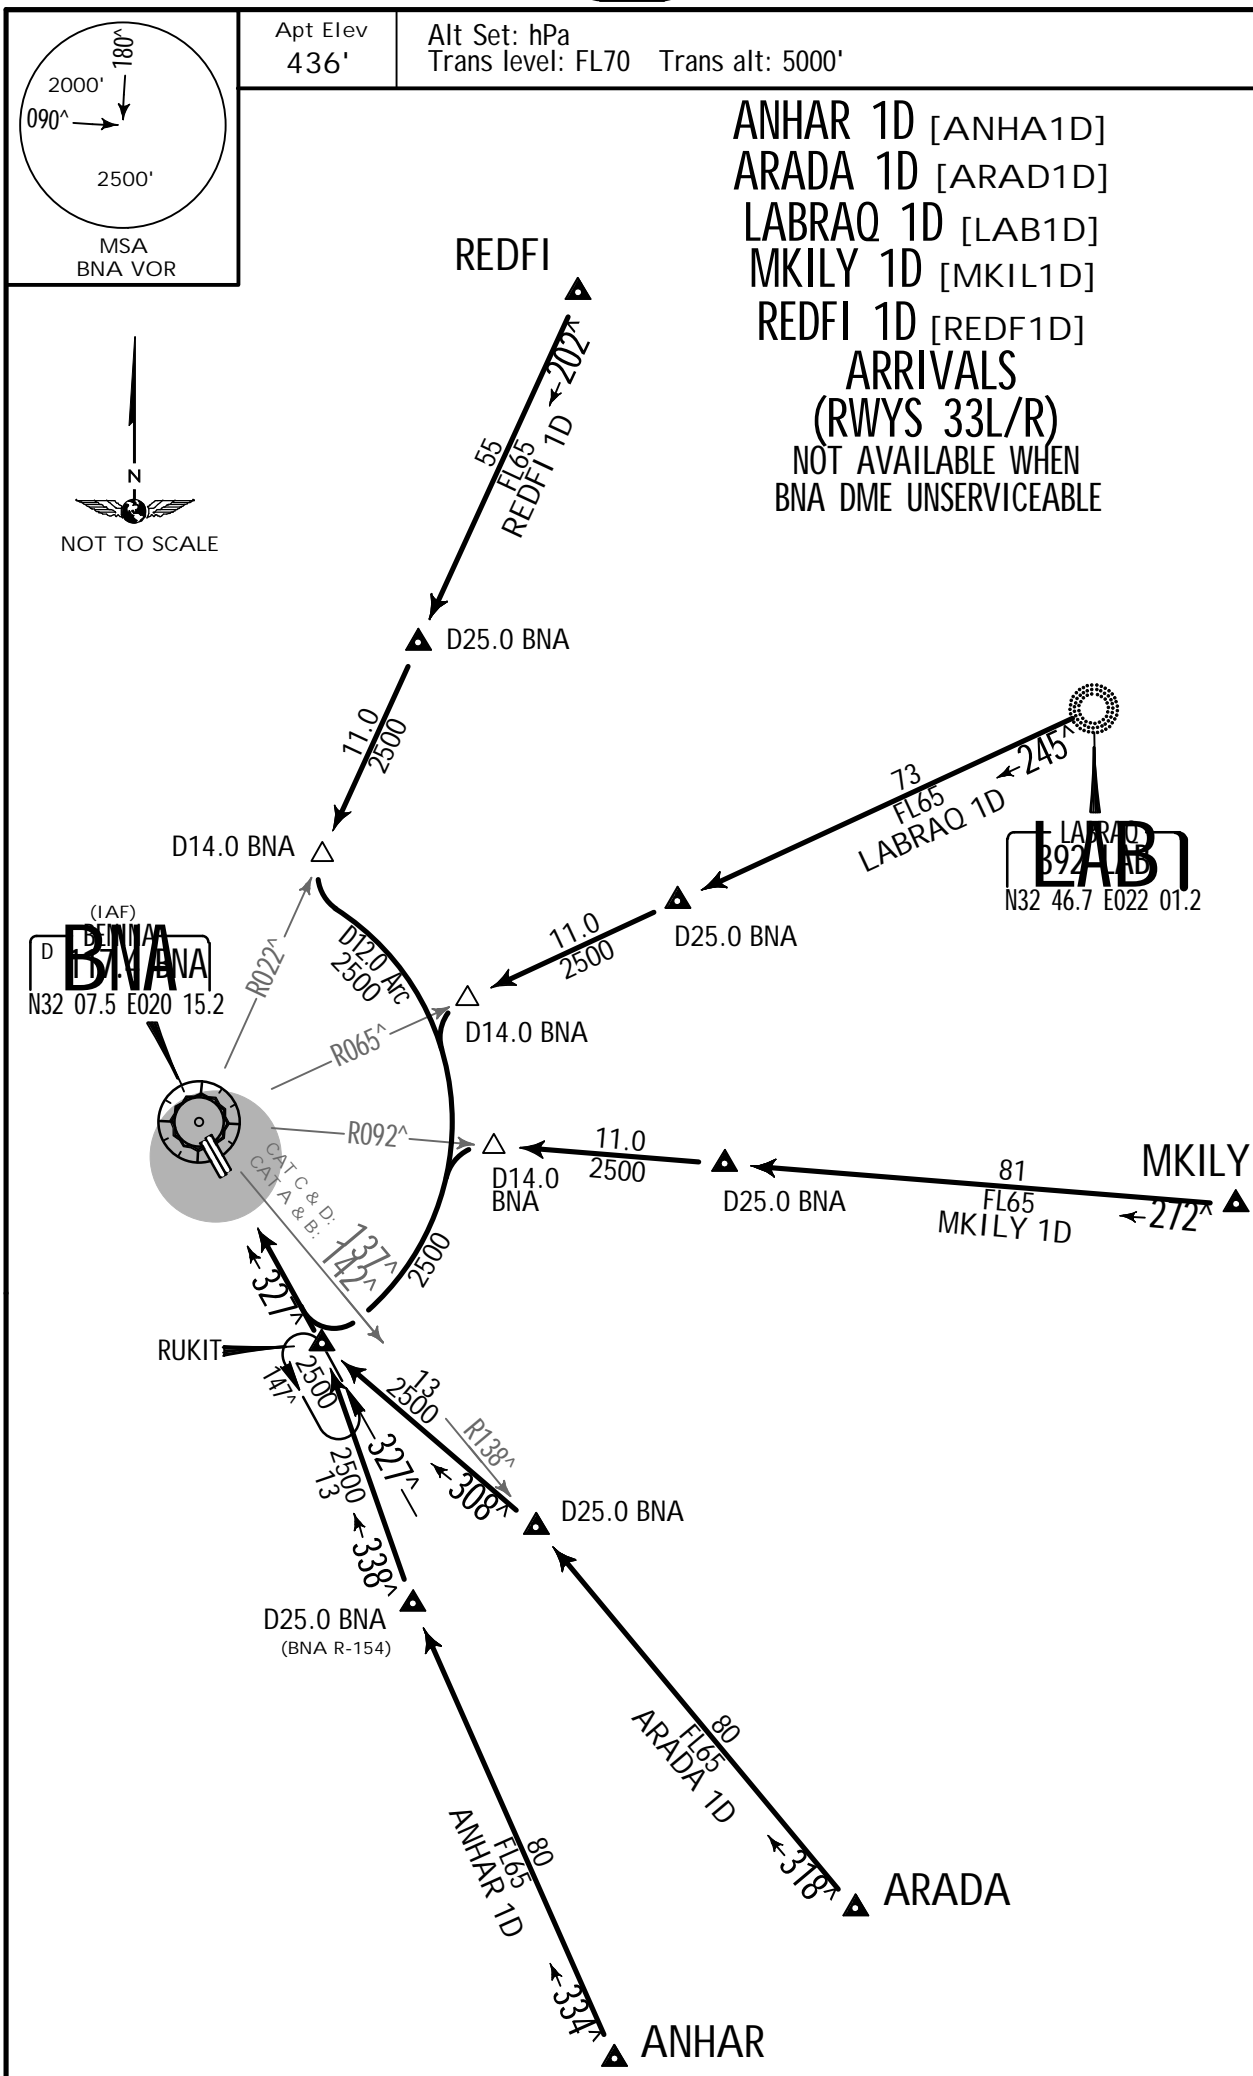 Apt Elev
436'
Alt Set: hPa
Trans level: FL70 Trans alt: 5000'
180^
2000'
090^
2500'
MSA
BNA VOR
ANHAR 1D [ANHA1D]
ARADA 1D [ARAD1D]
LABRAQ 1D [LAB1D]
MKILY 1D [MKIL1D]
REDFI 1D [REDF1D]
ARRIVALS
(RWYS 33L/R)
NOT AVAILABLE WHEN
BNA DME UNSERVICEABLE
N
NOT TO SCALE
REDFI
202^
55
FL65
REDFI 1D
D25.0 BNA
11.0
2500
D14.0 BNA
245^
73
FL65
LABRAQ 1D
LABRAQ
392 LAB
LAB
N32 46.7 E022 01.2
D25.0 BNA
11.0
2500
D14.0 BNA
(IAF)
BENINA
D 117.4 BNA
BNA
N32 07.5 E020 15.2
R022^
D12.0 Arc
2500
R065^
R092^
D14.0
BNA
11.0
2500
D25.0 BNA
MKILY
81
FL65
MKILY 1D
272^
CAT C & D: 137^
CAT A & B: 142^
2500
327^
RUKIT
2500
147^
13
2500
R138^
308^
D25.0 BNA
327^
2500
13
338^
D25.0 BNA
(BNA R-154)
80
FL65
ARADA 1D
318^
ARADA
80
FL65
ANHAR 1D
334^
ANHAR